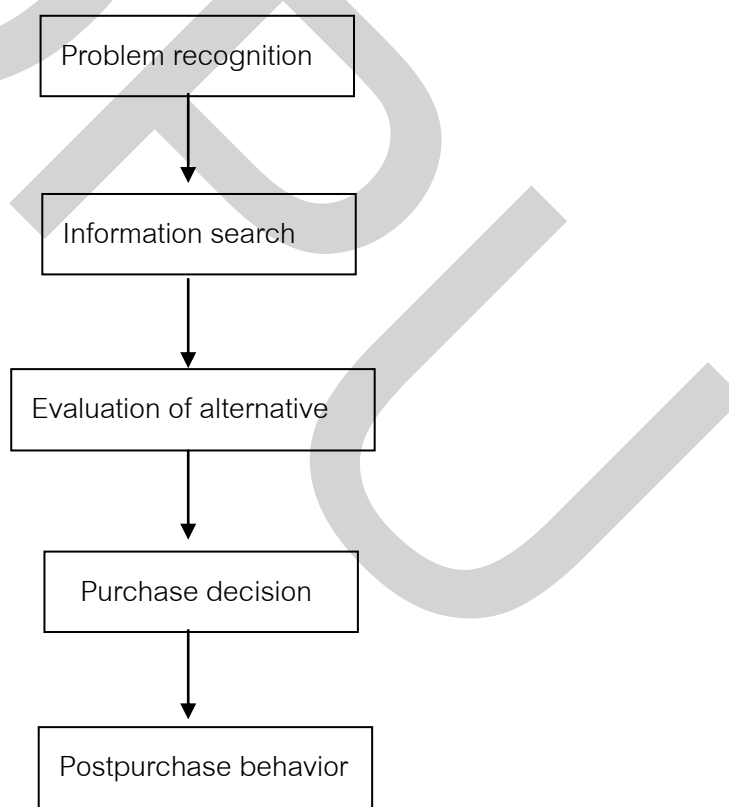 Problem recognition
Information search
Evaluation of alternative
Purchase decision
Postpurchase behavior